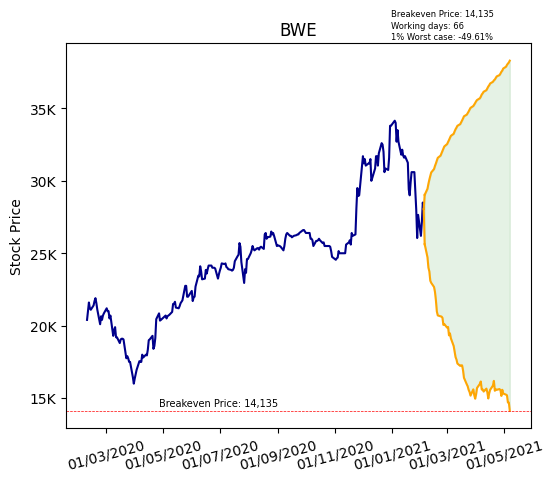 Breakeven Price: 14,135
Working days: 66
1% Worst case: -49.61%
BWE
Stock Price
35K
30K
25K
20K
15K
Breakeven Price: 14,135
01/03/2020 01/05/2020 01/07/2020 01/09/2020 01/11/2020 01/01/2021 01/03/2021 01/05/2021